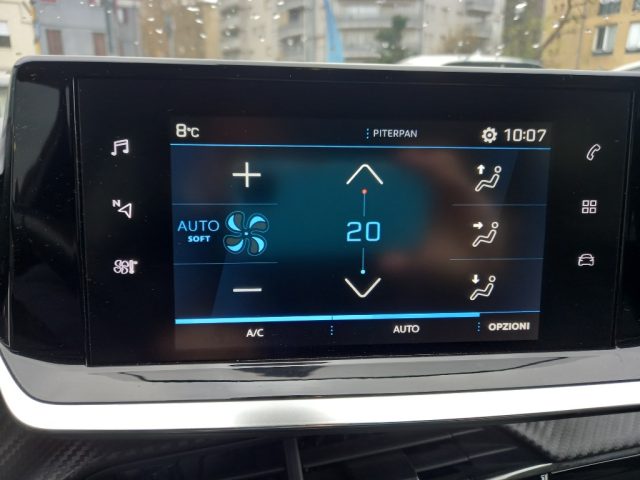 8°C PITERPAN 10:07
N
AUTO
SOFT
20
A/C AUTO OPZIONI